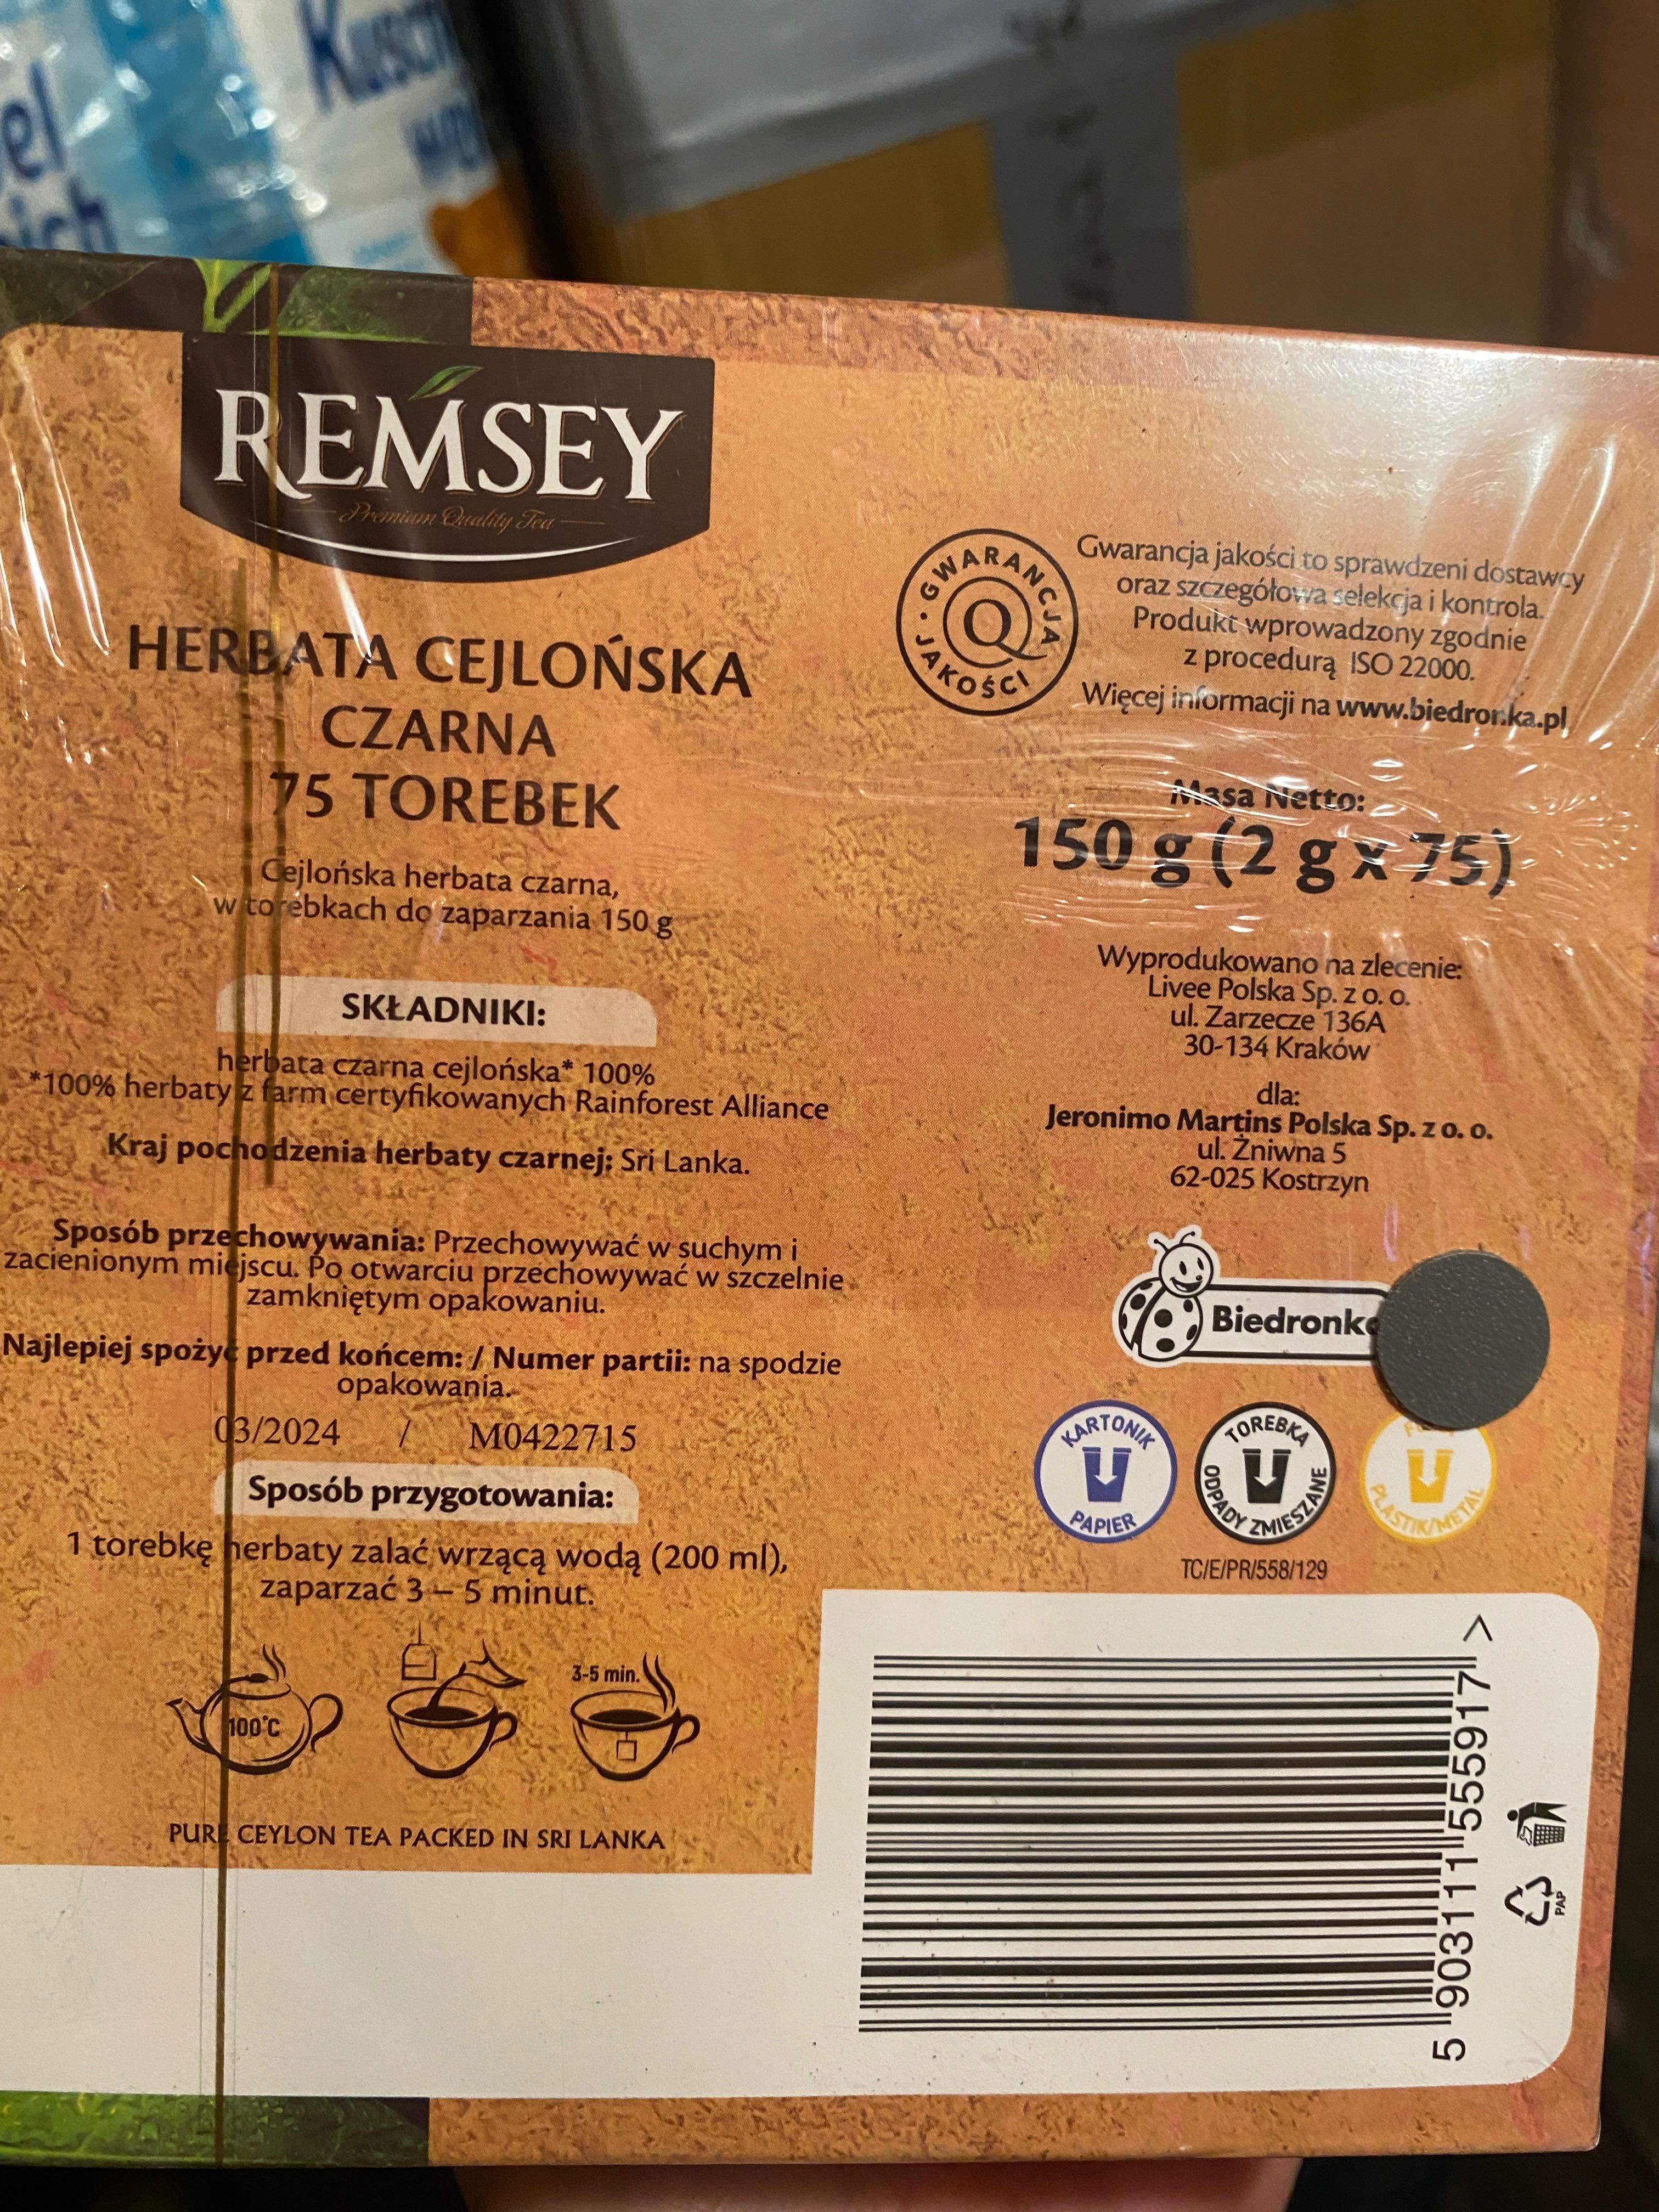 el
ich
REMSEY
Premium Quality Tea
HERBATA CEJLOŃSKA
CZARNA
75 TOREBEK
Cejlońska herbata czarna,
w torebkach do zaparzania 150 g
SKŁADNIKI:
herbata czarna cejlońska* 100%
*100% herbaty z farm certyfikowanych Rainforest Alliance
Kraj pochodzenia herbaty czarnej: Sri Lanka.
Sposób przechowywania: Przechowywać w suchym i
zacienionym miejscu. Po otwarciu przechowywać w szczelnie
zamkniętym opakowaniu.
Najlepiej spożyć przed końcem: / Numer partii: na spodzie
opakowania.
03/2024 / M0422715
Sposób przygotowania:
1 torebkę herbaty zalać wrzącą wodą (200 ml),
zaparzać 3 – 5 minut.
100°C
3-5 min.
PURE CEYLON TEA PACKED IN SRI LANKA
GWARANCJA JAKOŚCI
Q
Gwarancja jakości to sprawdzeni dostawcy
oraz szczegółowa selekcja i kontrola.
Produkt wprowadzony zgodnie
z procedurą ISO 22000.
Więcej informacji na www.biedronka.pl
Masa Netto:
150 g (2 g x 75)
Wyprodukowano na zlecenie:
Livee Polska Sp. z o. o.
ul. Zarzecze 136A
30-134 Kraków
dla:
Jeronimo Martins Polska Sp. z o. o.
ul. Żniwna 5
62-025 Kostrzyn
Biedronk
KARTONIK
PAPIER
TOREBKA
ODPADY ZMIESZANE
PLASTIK/METAL
TC/E/PR/558/129
5 903111 555917 >
PAP